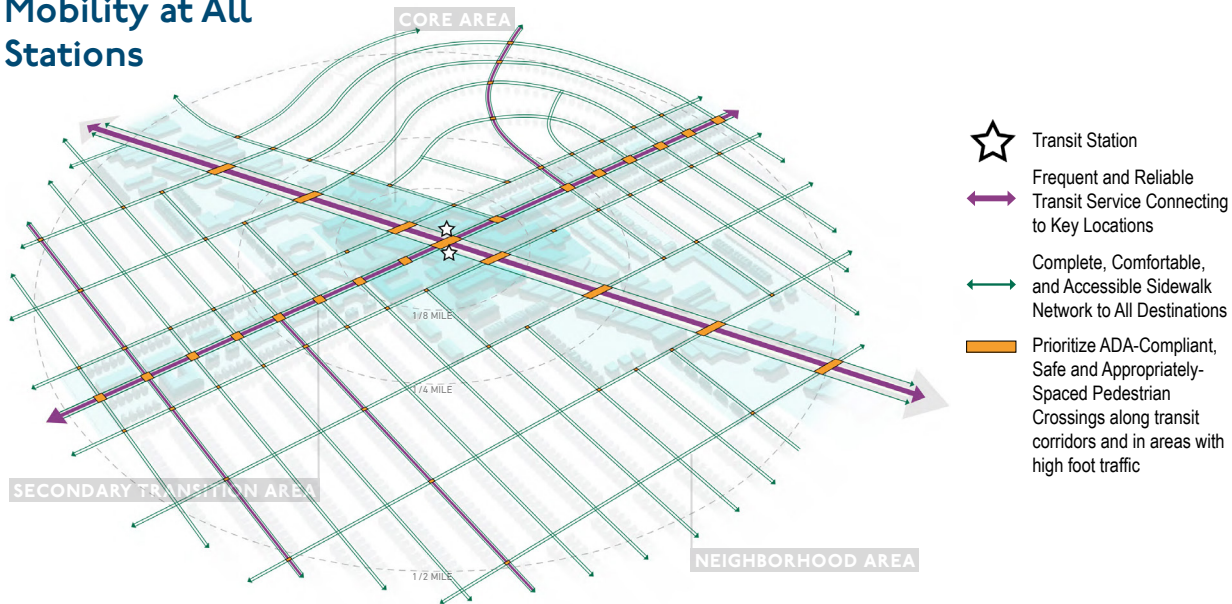 Mobility at All
Stations
CORE AREA
1/8 MILE
1/4 MILE
SECONDARY TRANSITION AREA
NEIGHBORHOOD AREA
1/2 MILE
Transit Station
Frequent and Reliable
Transit Service Connecting
to Key Locations
Complete, Comfortable,
and Accessible Sidewalk
Network to All Destinations
Prioritize ADA-Compliant,
Safe and Appropriately-
Spaced Pedestrian
Crossings along transit
corridors and in areas with
high foot traffic